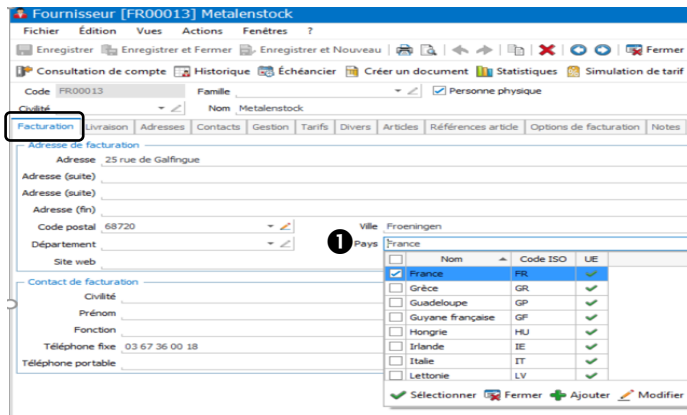 Fournisseur [FR00013] Metalenstock
Fichier Édition Vues Actions Fenêtres ?
Enregistrer Enregistrer et Fermer Enregistrer et Nouveau Fermer
Consultation de compte Historique Échéancier Créer un document Statistiques Simulation de tarif
Code FR00013 Famille Personne physique
Civilité Nom Metalenstock
Facturation Livraison Adresses Contacts Gestion Tarifs Divers Articles Références article Options de facturation Notes
Adresse de facturation
Adresse 25 rue de Galfingue
Adresse (suite)
Adresse (suite)
Adresse (fin)
Code postal 68720 Ville Froeningen
Département 1 Pays France
Site web
Nom Code ISO UE
France FR
Contact de facturation
Grèce GR
Civilité
Guadeloupe GP
Prénom
Guyane française GF
Fonction
Hongrie HU
Téléphone fixe 03 67 36 00 18
Irlande IE
Téléphone portable
Italie IT
Lettonie LV
Sélectionner Fermer Ajouter Modifier